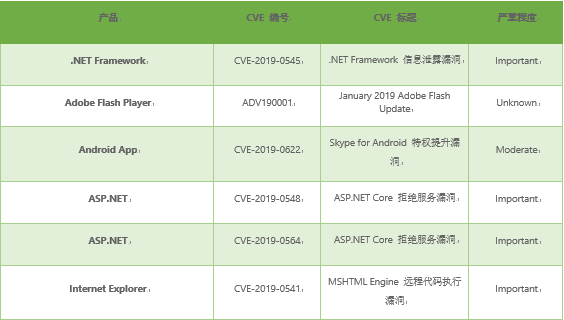 产品 CVE 编号 CVE 标题 严重程度
.NET Framework CVE-2019-0545 .NET Framework 信息泄露漏洞
Adobe Flash Player ADV190001 January 2019 Adobe Flash Update Unknown
Android App CVE-2019-0622 Skype for Android 特权提升漏洞 Moderate
ASP.NET CVE-2019-0548 ASP.NET Core 拒绝服务漏洞 Important
ASP.NET CVE-2019-0564 ASP.NET Core 拒绝服务漏洞 Important
Internet Explorer CVE-2019-0541 MSHTML Engine 远程代码执行漏洞 Important